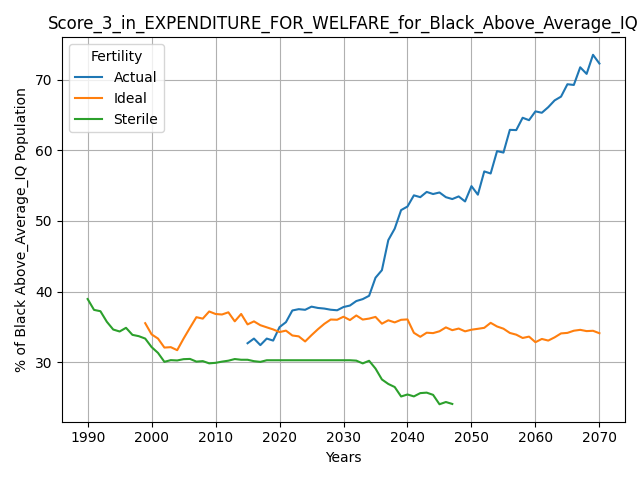 Score_3_in_EXPENDITURE_FOR_WELFARE_for_Black_Above_Average_IQ
Fertility
Actual
Ideal
Sterile
% of Black Above_Average_IQ Population
70
60
50
40
30
1990 2000 2010 2020 2030 2040 2050 2060 2070
Years